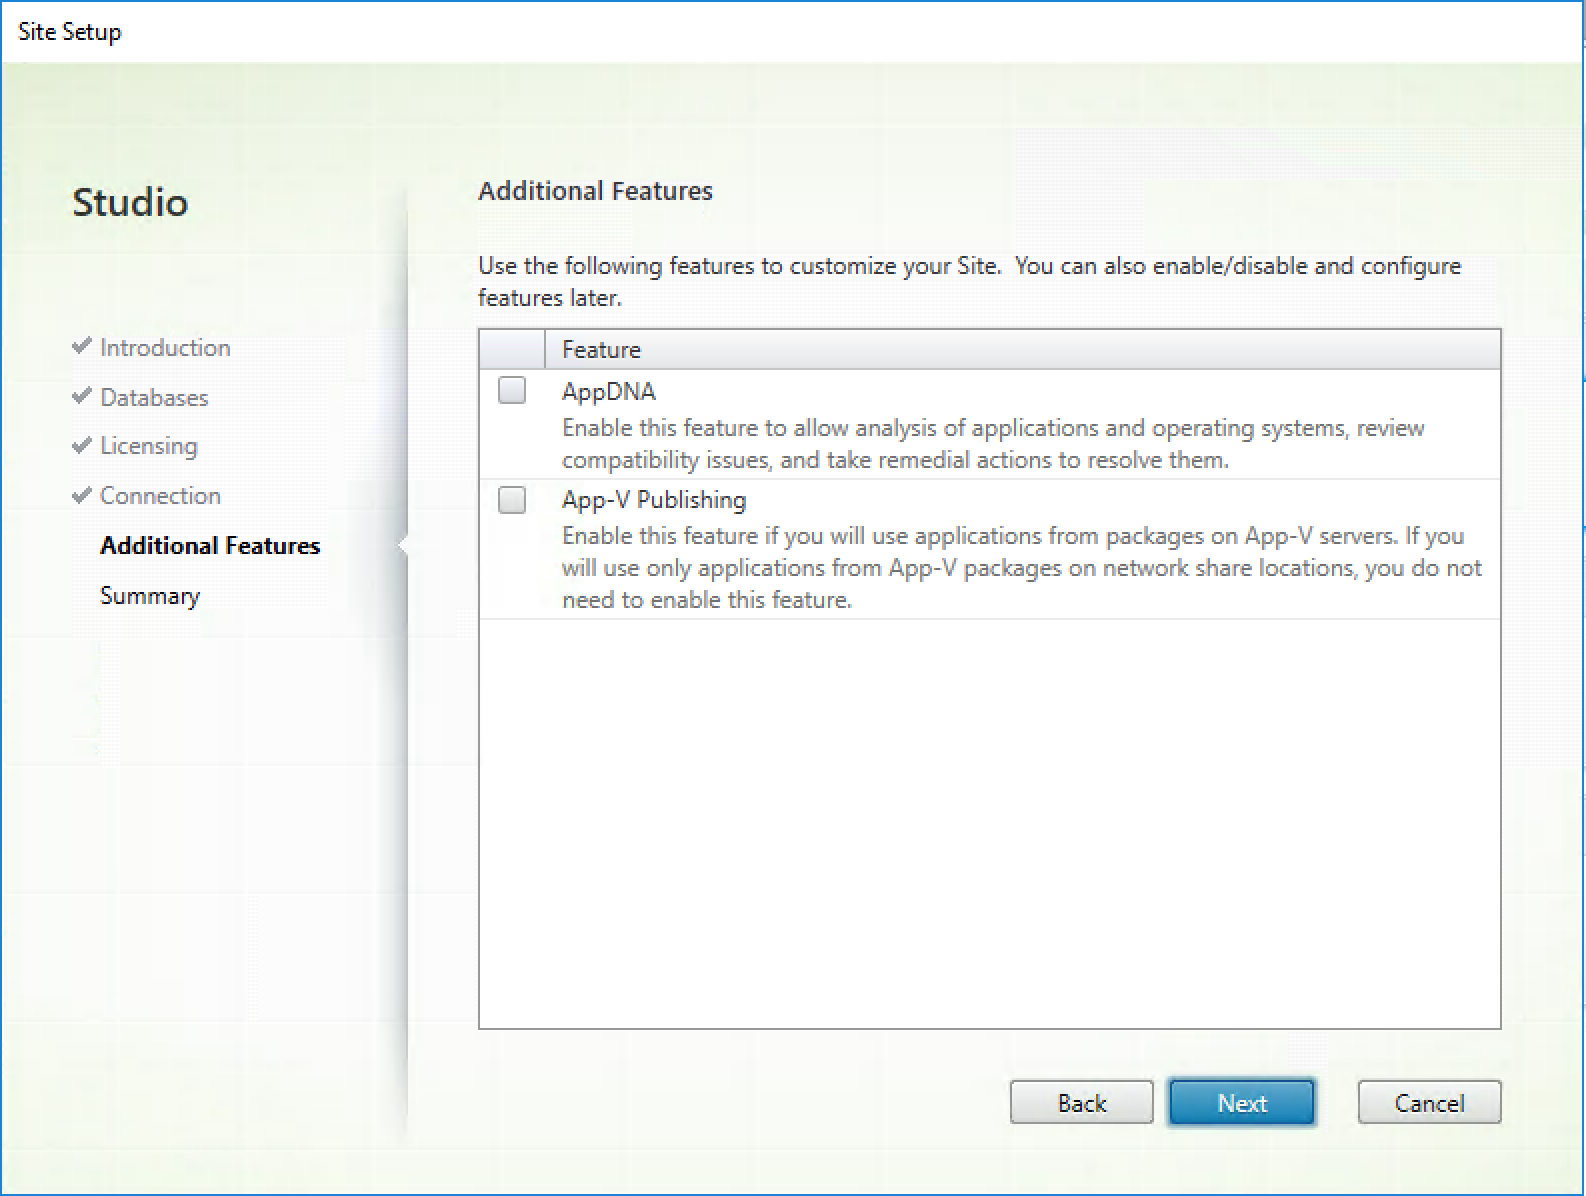 Site Setup
Studio
Introduction
Databases
Licensing
Connection
Additional Features
Summary
Additional Features
Use the following features to customize your Site.  You can also enable/disable and configure
features later.
Feature
AppDNA
Enable this feature to allow analysis of applications and operating systems, review
compatibility issues, and take remedial actions to resolve them.
App-V Publishing
Enable this feature if you will use applications from packages on App-V servers. If you
will use only applications from App-V packages on network share locations, you do not
need to enable this feature.
Back
Next
Cancel